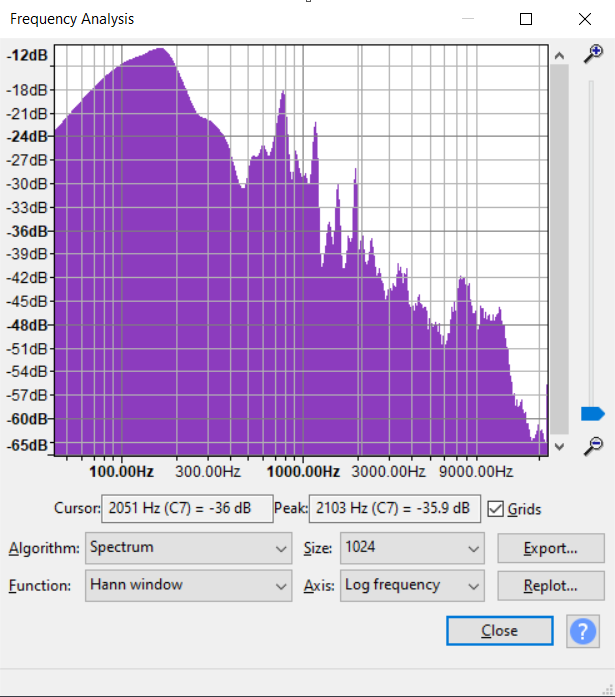 Frequency Analysis
-12dB
-18dB
-21dB
-24dB
-27dB
-30dB
-33dB
-36dB
-39dB
-42dB
-45dB
-48dB
-51dB
-54dB
-57dB
-60dB
-65dB
100.00Hz 300.00Hz 1000.00Hz 3000.00Hz 9000.00Hz
Cursor: 2051 Hz (C7) = -36 dB Peak: 2103 Hz (C7) = -35.9 dB Grids
Algorithm: Spectrum Size: 1024 Export...
Function: Hann window Axis: Log frequency Replot...
Close ?